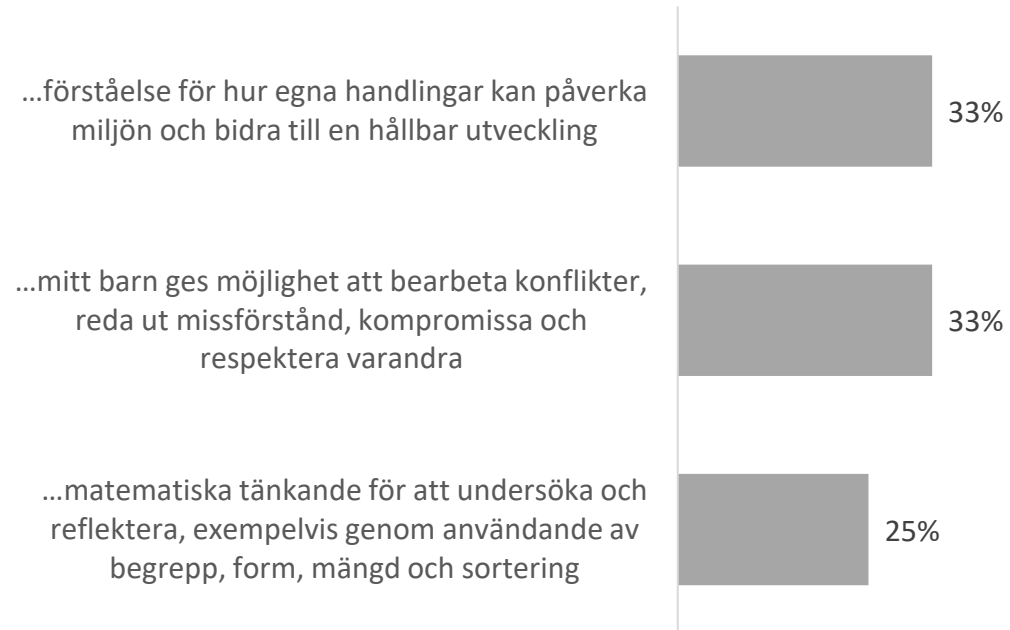 ...förståelse för hur egna handlingar kan påverka
miljön och bidra till en hållbar utveckling
33%
...mitt barn ges möjlighet att bearbeta konflikter,
reda ut missförstånd, kompromissa och
respektera varandra
33%
...matematiska tänkande för att undersöka och
reflektera, exempelvis genom användande av
begrepp, form, mängd och sortering
25%